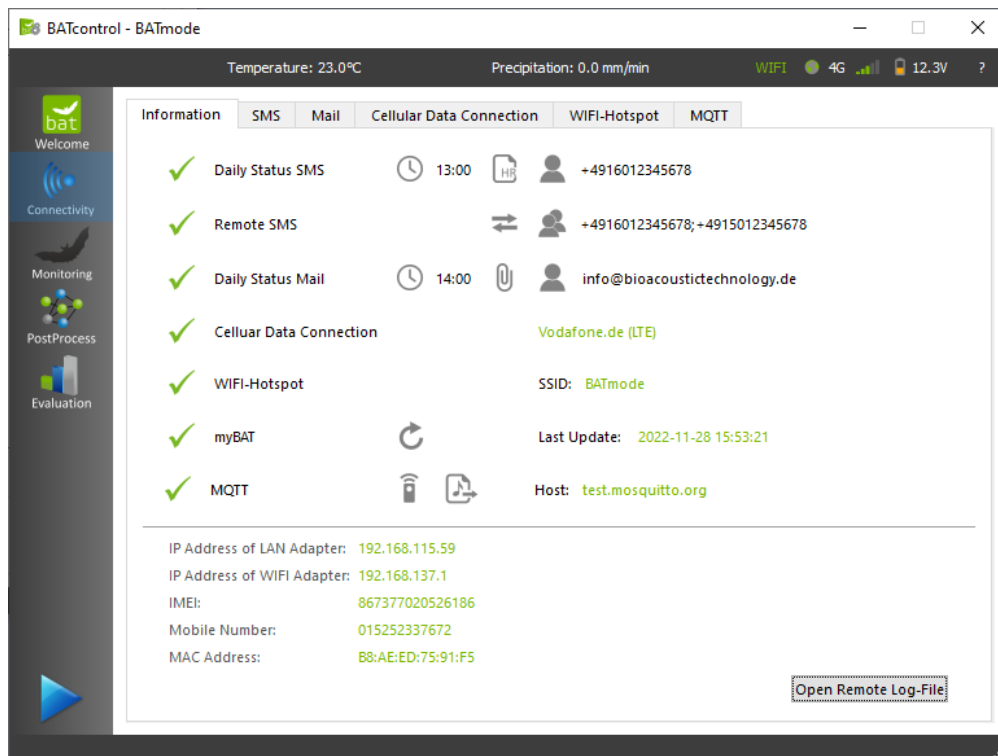 BATcontrol - BATmode
Temperature: 23.0°C Precipitation: 0.0 mm/min WIFI 4G 12.3V ?
Information SMS Mail Cellular Data Connection WIFI-Hotspot MQTT
bat
Welcome
Connectivity
Monitoring
PostProcess
Evaluation
Daily Status SMS 13:00 HR +4916012345678
Remote SMS +4916012345678;+4915012345678
Daily Status Mail 14:00 info@bioacoustictechnology.de
Celluar Data Connection Vodafone.de (LTE)
WIFI-Hotspot SSID: BATmode
myBAT Last Update: 2022-11-28 15:53:21
MQTT Host: test.mosquitto.org
IP Address of LAN Adapter: 192.168.115.59
IP Address of WIFI Adapter: 192.168.137.1
IMEI: 867377020526186
Mobile Number: 015252337672
MAC Address: B8:AE:ED:75:91:F5
Open Remote Log-File